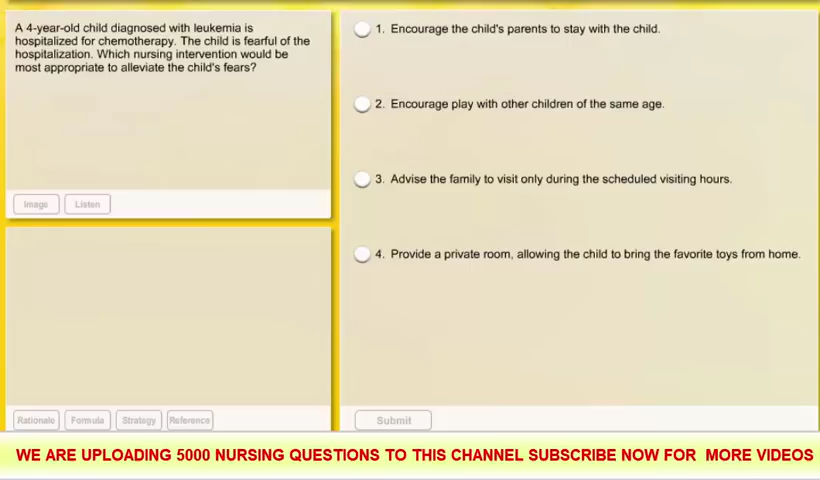 A 4-year-old child diagnosed with leukemia is
hospitalized for chemotherapy. The child is fearful of the
hospitalization. Which nursing intervention would be
most appropriate to alleviate the child's fears?
Image Listen
1. Encourage the child's parents to stay with the child.
2. Encourage play with other children of the same age.
3. Advise the family to visit only during the scheduled visiting hours.
4. Provide a private room, allowing the child to bring the favorite toys from home.
Rationale Formula Strategy Reference
Submit
WE ARE UPLOADING 5000 NURSING QUESTIONS TO THIS CHANNEL SUBSCRIBE NOW FOR MORE VIDEOS